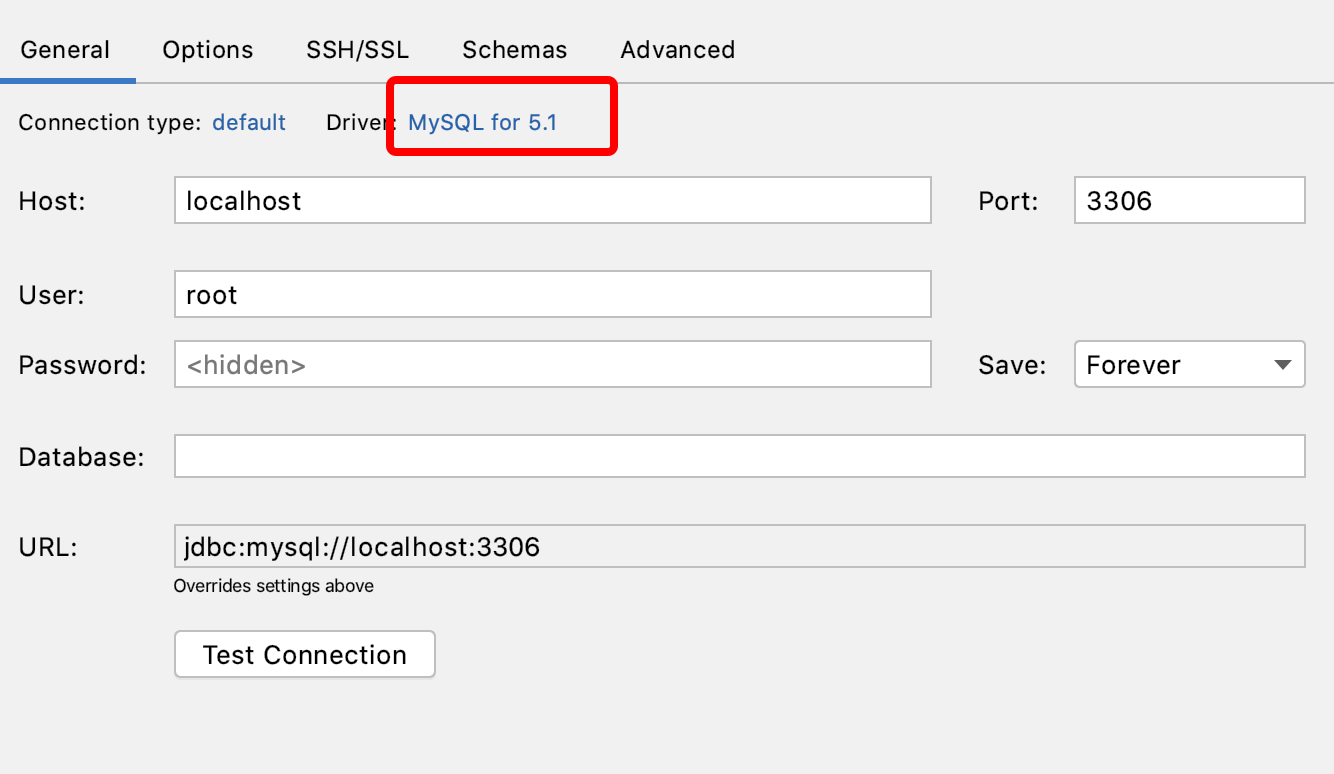 General Options SSH/SSL Schemas Advanced
Connection type: default Driver: MySQL for 5.1
Host: localhost Port: 3306
User: root
Password: <hidden> Save: Forever
Database:
URL: jdbc:mysql://localhost:3306
Overrides settings above
Test Connection